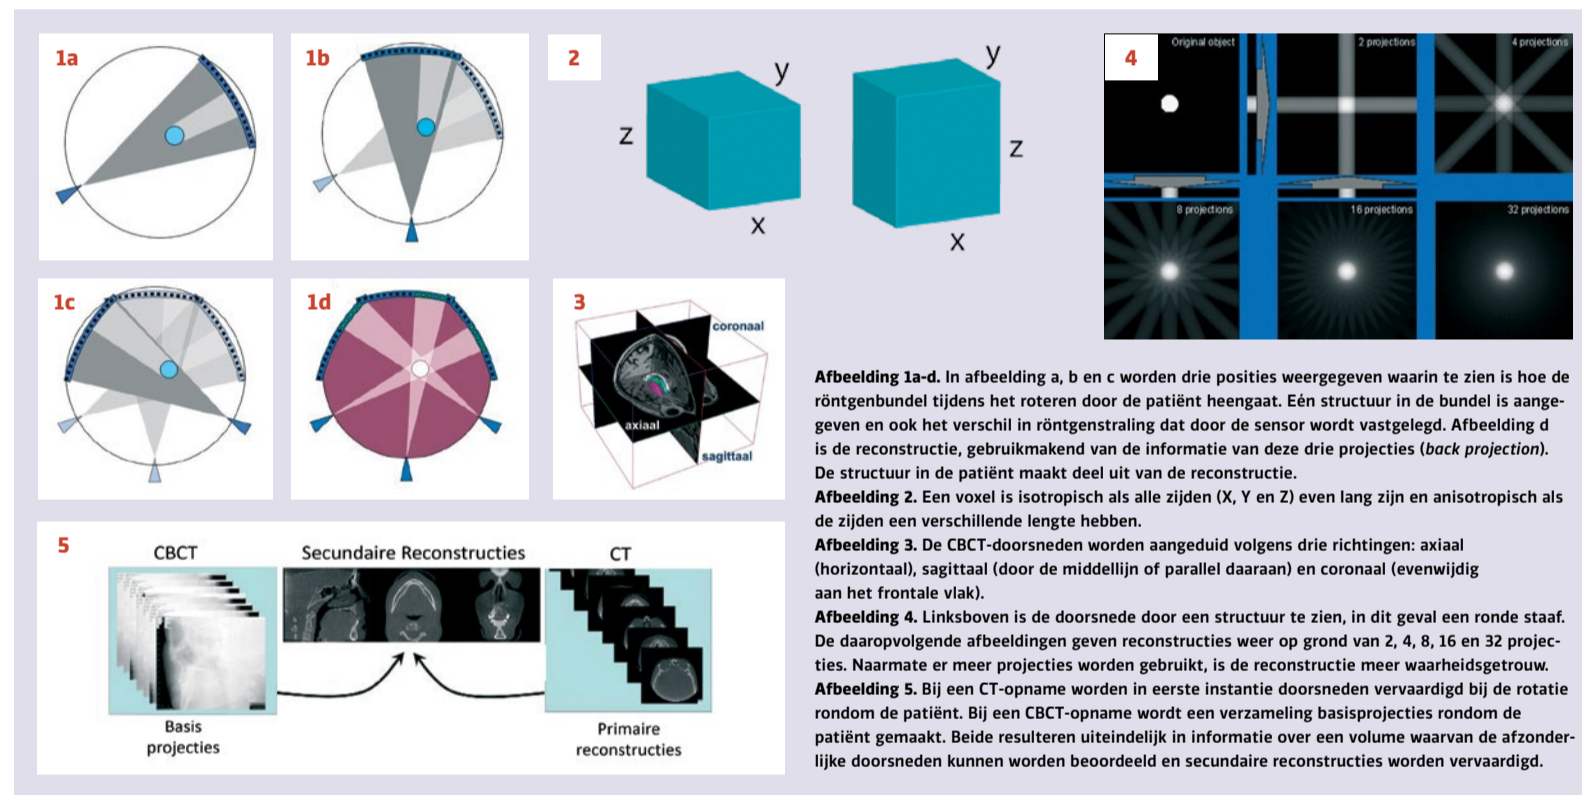 1a
1b
2
y
z
x
y
z
x
4
Original object
2 projections
4 projections
8 projections
16 projections
32 projections
1c
1d
3
coronaal
axiaal
sagittaal
5
CBCT
Secundaire Reconstructies
CT
Basis
projecties
Primaire
reconstructies
Afbeelding 1a-d. In afbeelding a, b en c worden drie posities weergegeven waarin te zien is hoe de
röntgenbundel tijdens het roteren door de patiënt heengaat. Eén structuur in de bundel is aange-
geven en ook het verschil in röntgenstraling dat door de sensor wordt vastgelegd. Afbeelding d
is de reconstructie, gebruikmakend van de informatie van deze drie projecties (back projection).
De structuur in de patiënt maakt deel uit van de reconstructie.
Afbeelding 2. Een voxel is isotropisch als alle zijden (X, Y en Z) even lang zijn en anisotropisch als
de zijden een verschillende lengte hebben.
Afbeelding 3. De CBCT-doorsneden worden aangeduid volgens drie richtingen: axiaal
(horizontaal), sagittaal (door de middellijn of parallel daaraan) en coronaal (evenwijdig
aan het frontale vlak).
Afbeelding 4. Linksboven is de doorsnede door een structuur te zien, in dit geval een ronde staaf.
De daaropvolgende afbeeldingen geven reconstructies weer op grond van 2, 4, 8, 16 en 32 projec-
ties. Naarmate er meer projecties worden gebruikt, is de reconstructie meer waarheidsgetrouw.
Afbeelding 5. Bij een CT-opname worden in eerste instantie doorsneden vervaardigd bij de rotatie
rondom de patiënt. Bij een CBCT-opname wordt een verzameling basisprojecties rondom de
patiënt gemaakt. Beide resulteren uiteindelijk in informatie over een volume waarvan de afzonder-
lijke doorsneden kunnen worden beoordeeld en secundaire reconstructies worden vervaardigd.